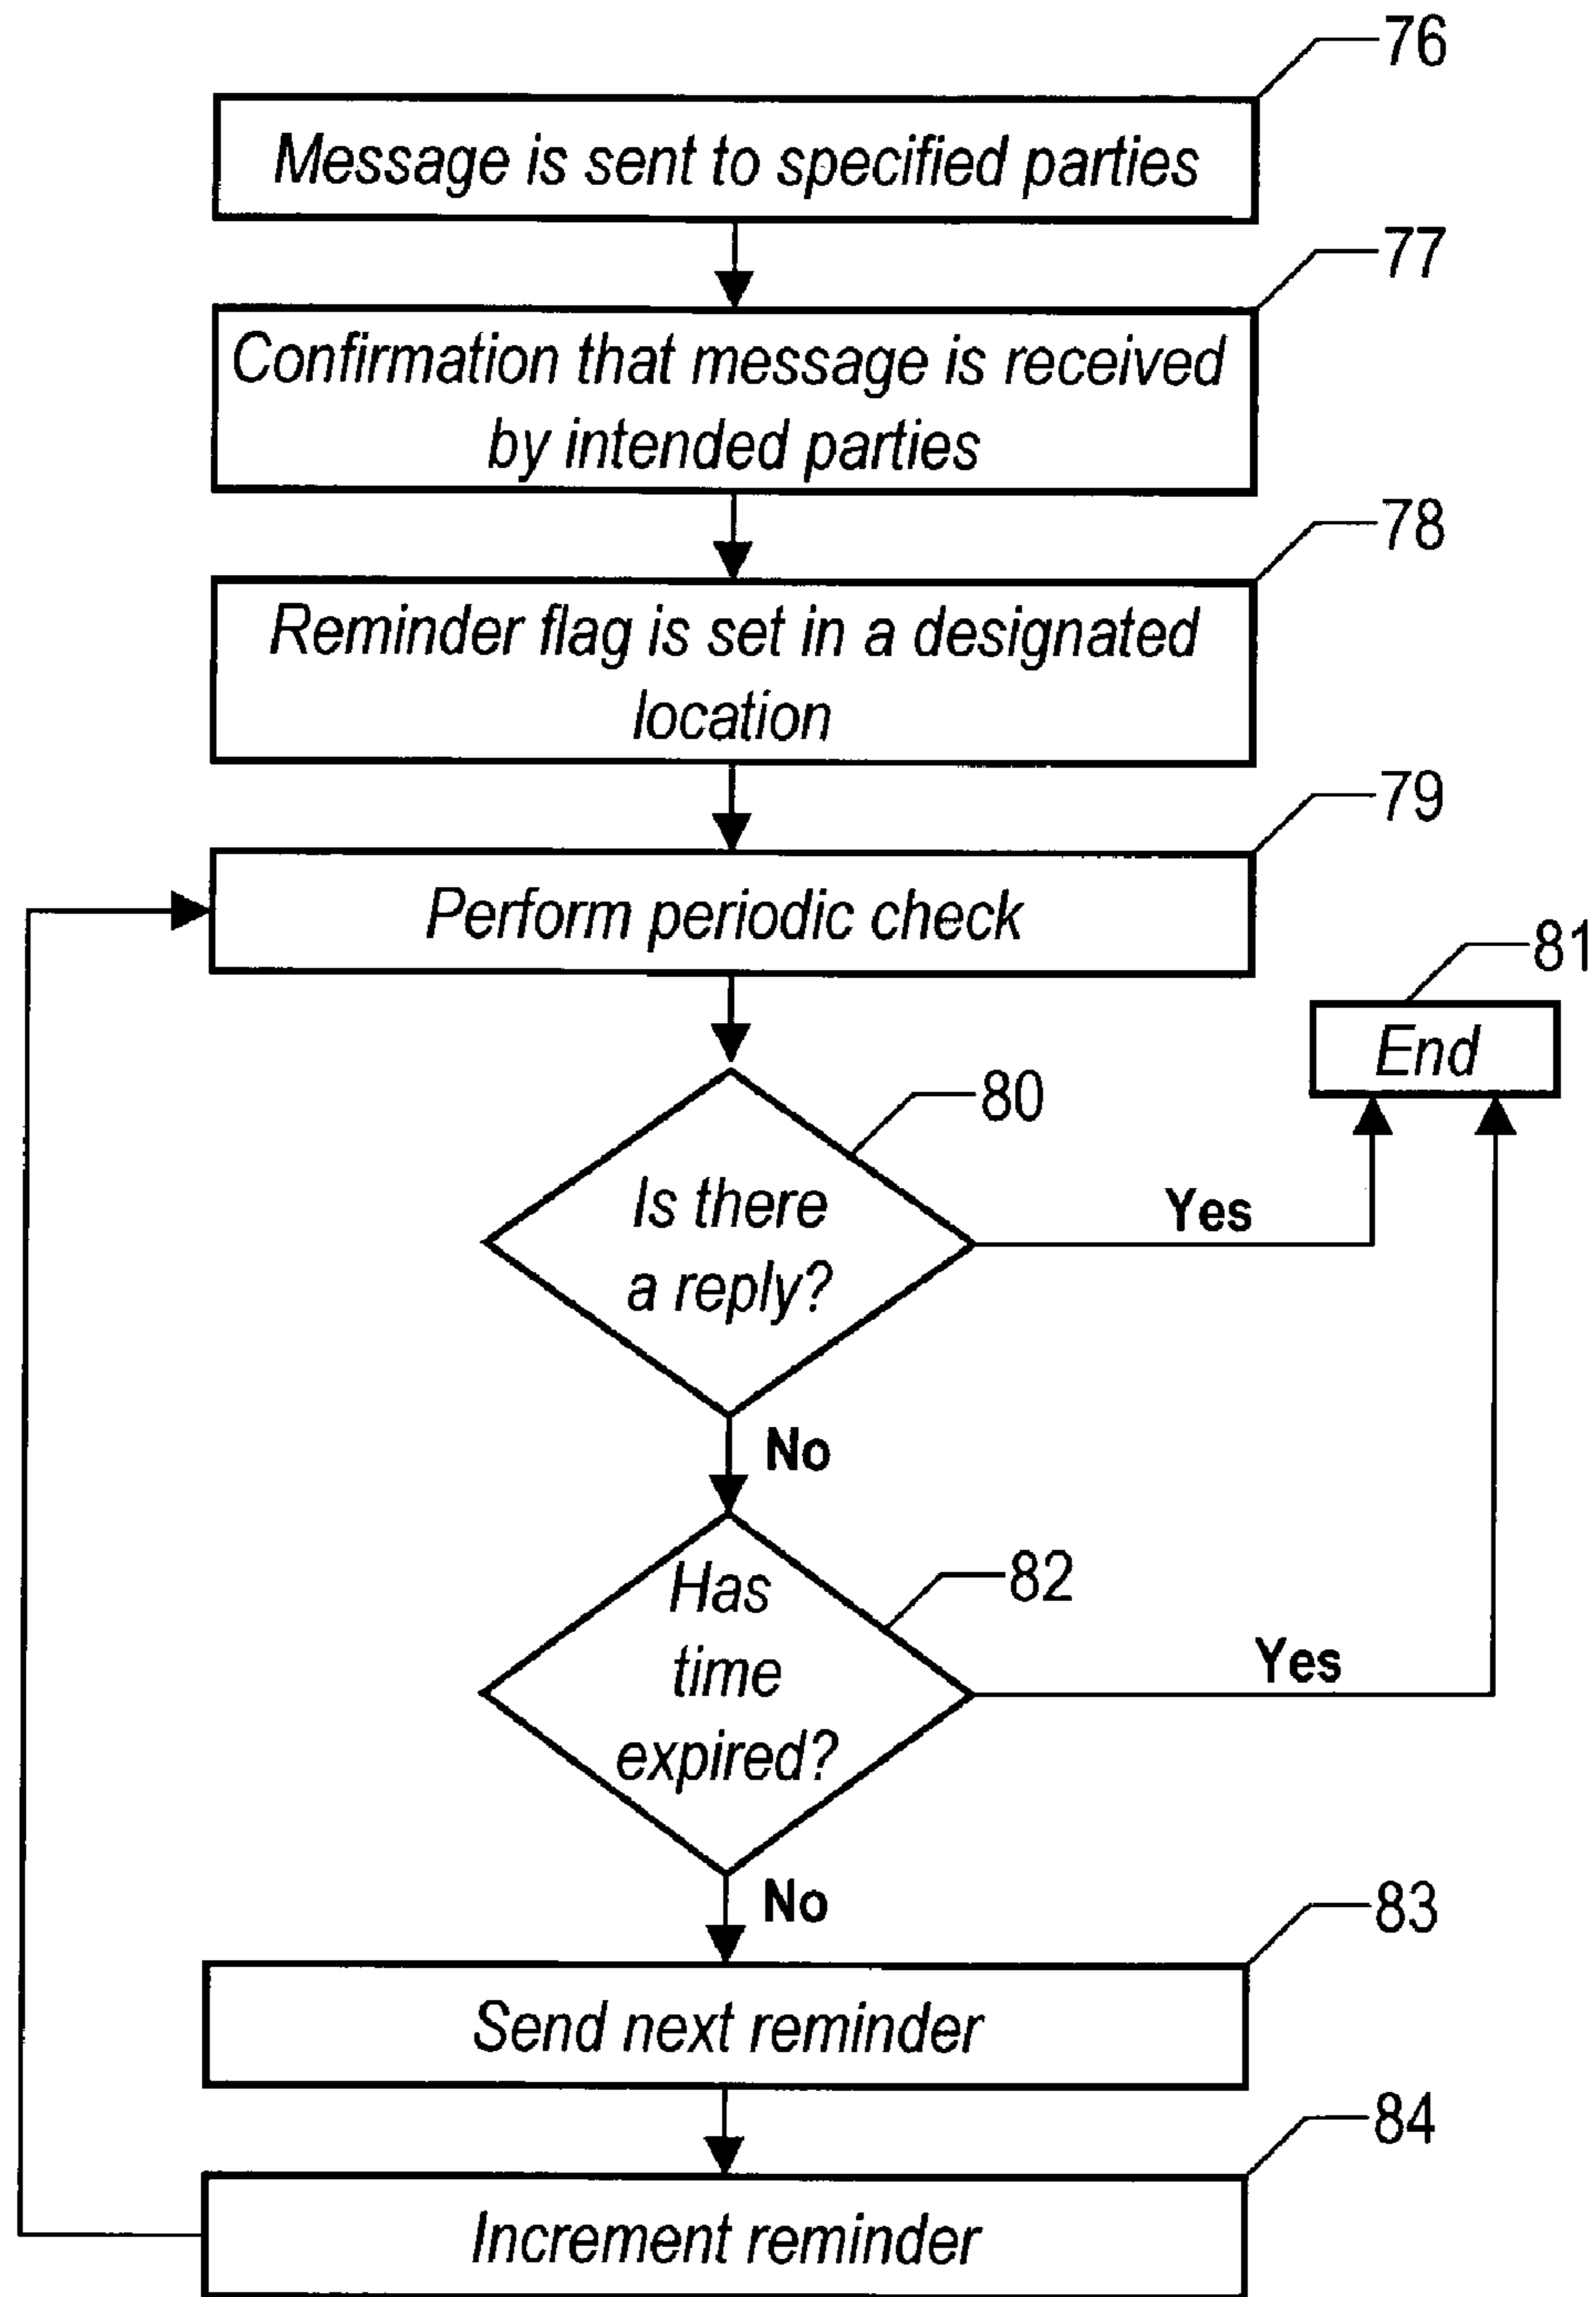 76
Message is sent to specified parties
77
Confirmation that message is received
by intended parties
78
Reminder flag is set in a designated
location
79
Perform periodic check
81
End
80
Is there
a reply?
Yes
No
82
Has
time
expired?
Yes
No
83
Send next reminder
84
Increment reminder